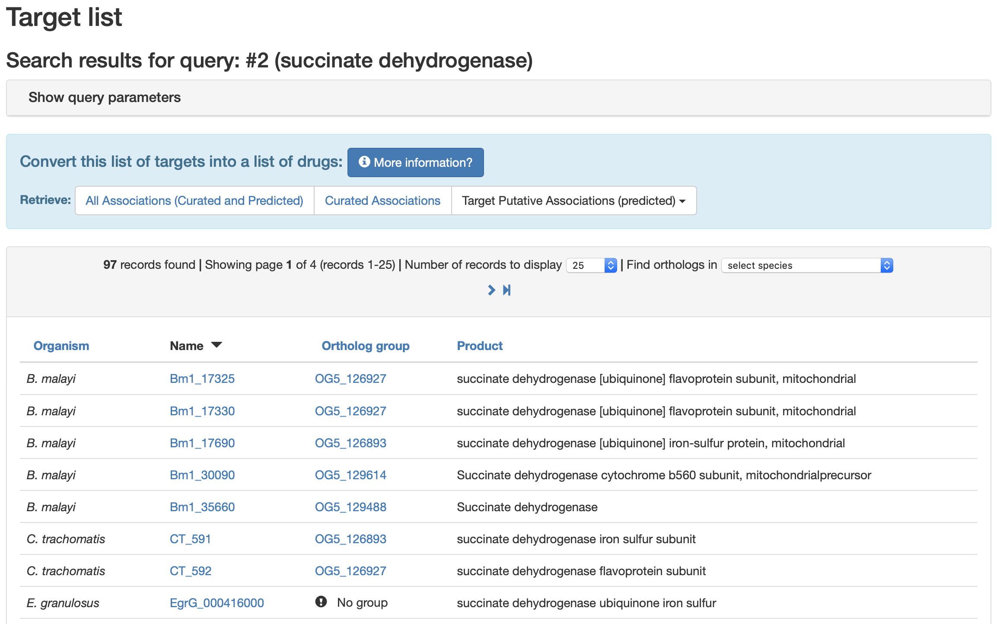 Target list
Search results for query: #2 (succinate dehydrogenase)
Show query parameters
Convert this list of targets into a list of drugs: More information?
Retrieve: All Associations (Curated and Predicted) Curated Associations Target Putative Associations (predicted)
97 records found | Showing page 1 of 4 (records 1-25) | Number of records to display 25 | Find orthologs in select species
Organism Name Ortholog group Product
B. malayi Bm1_17325 OG5_126927 succinate dehydrogenase [ubiquinone] flavoprotein subunit, mitochondrial
B. malayi Bm1_17330 OG5_126927 succinate dehydrogenase [ubiquinone] flavoprotein subunit, mitochondrial
B. malayi Bm1_17690 OG5_126893 succinate dehydrogenase [ubiquinone] iron-sulfur protein, mitochondrial
B. malayi Bm1_30090 OG5_129614 Succinate dehydrogenase cytochrome b560 subunit, mitochondrialprecursor
B. malayi Bm1_35660 OG5_129488 Succinate dehydrogenase
C. trachomatis CT_591 OG5_126893 succinate dehydrogenase iron sulfur subunit
C. trachomatis CT_592 OG5_126927 succinate dehydrogenase flavoprotein subunit
E. granulosus EgrG_000416000 No group succinate dehydrogenase ubiquinone iron sulfur